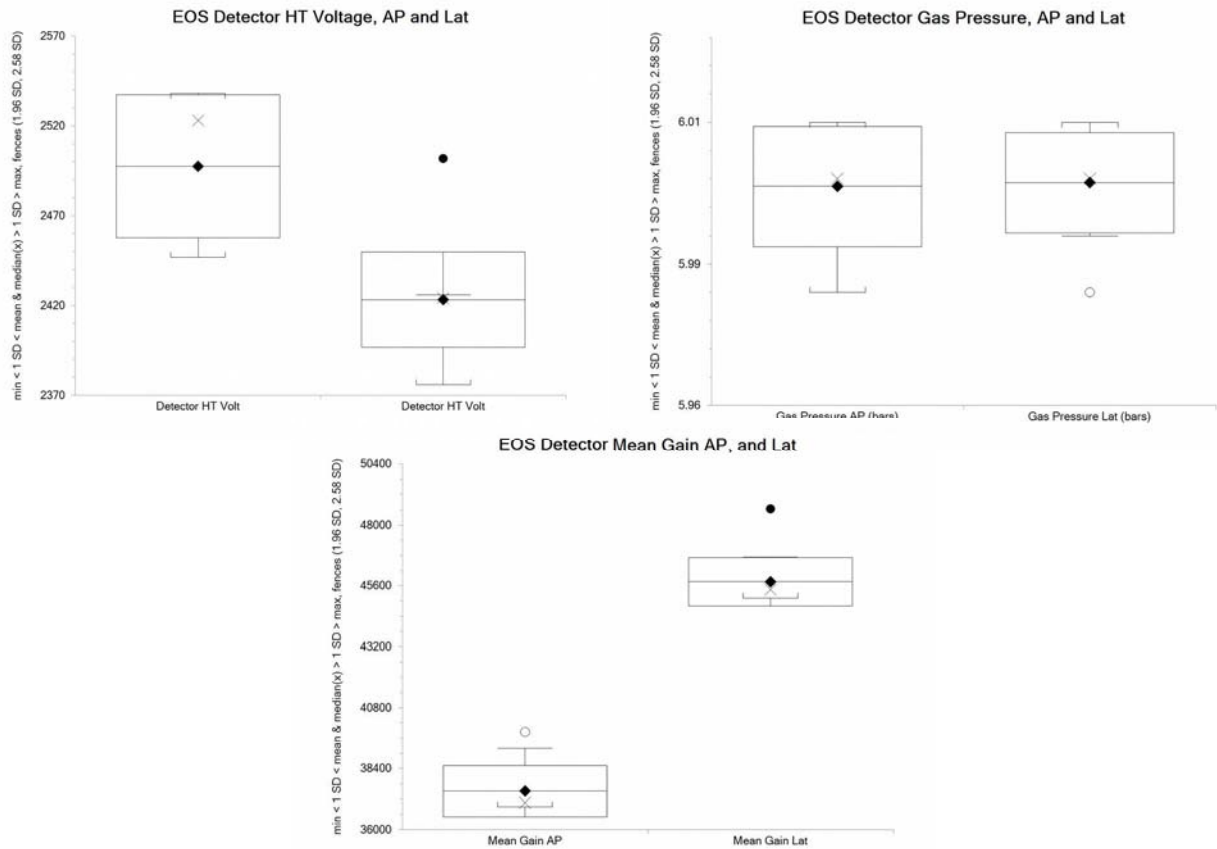 EOS Detector HT Voltage, AP and Lat
min < 1 SD < mean & median(x) > 1 SD > max, fences (1.96 SD, 2.58 SD)
2570
2520
2470
2420
2370
Detector HT Volt
Detector HT Volt
EOS Detector Gas Pressure, AP and Lat
min < 1 SD < mean & median(x) > 1 SD > max, fences (1.96 SD, 2.58 SD)
6.01
5.99
5.96
Gas Pressure AP (bars)
Gas Pressure Lat (bars)
EOS Detector Mean Gain AP, and Lat
min < 1 SD < mean & median(x) > 1 SD > max, fences (1.96 SD, 2.58 SD)
50400
48000
45600
43200
40800
38400
36000
Mean Gain AP
Mean Gain Lat